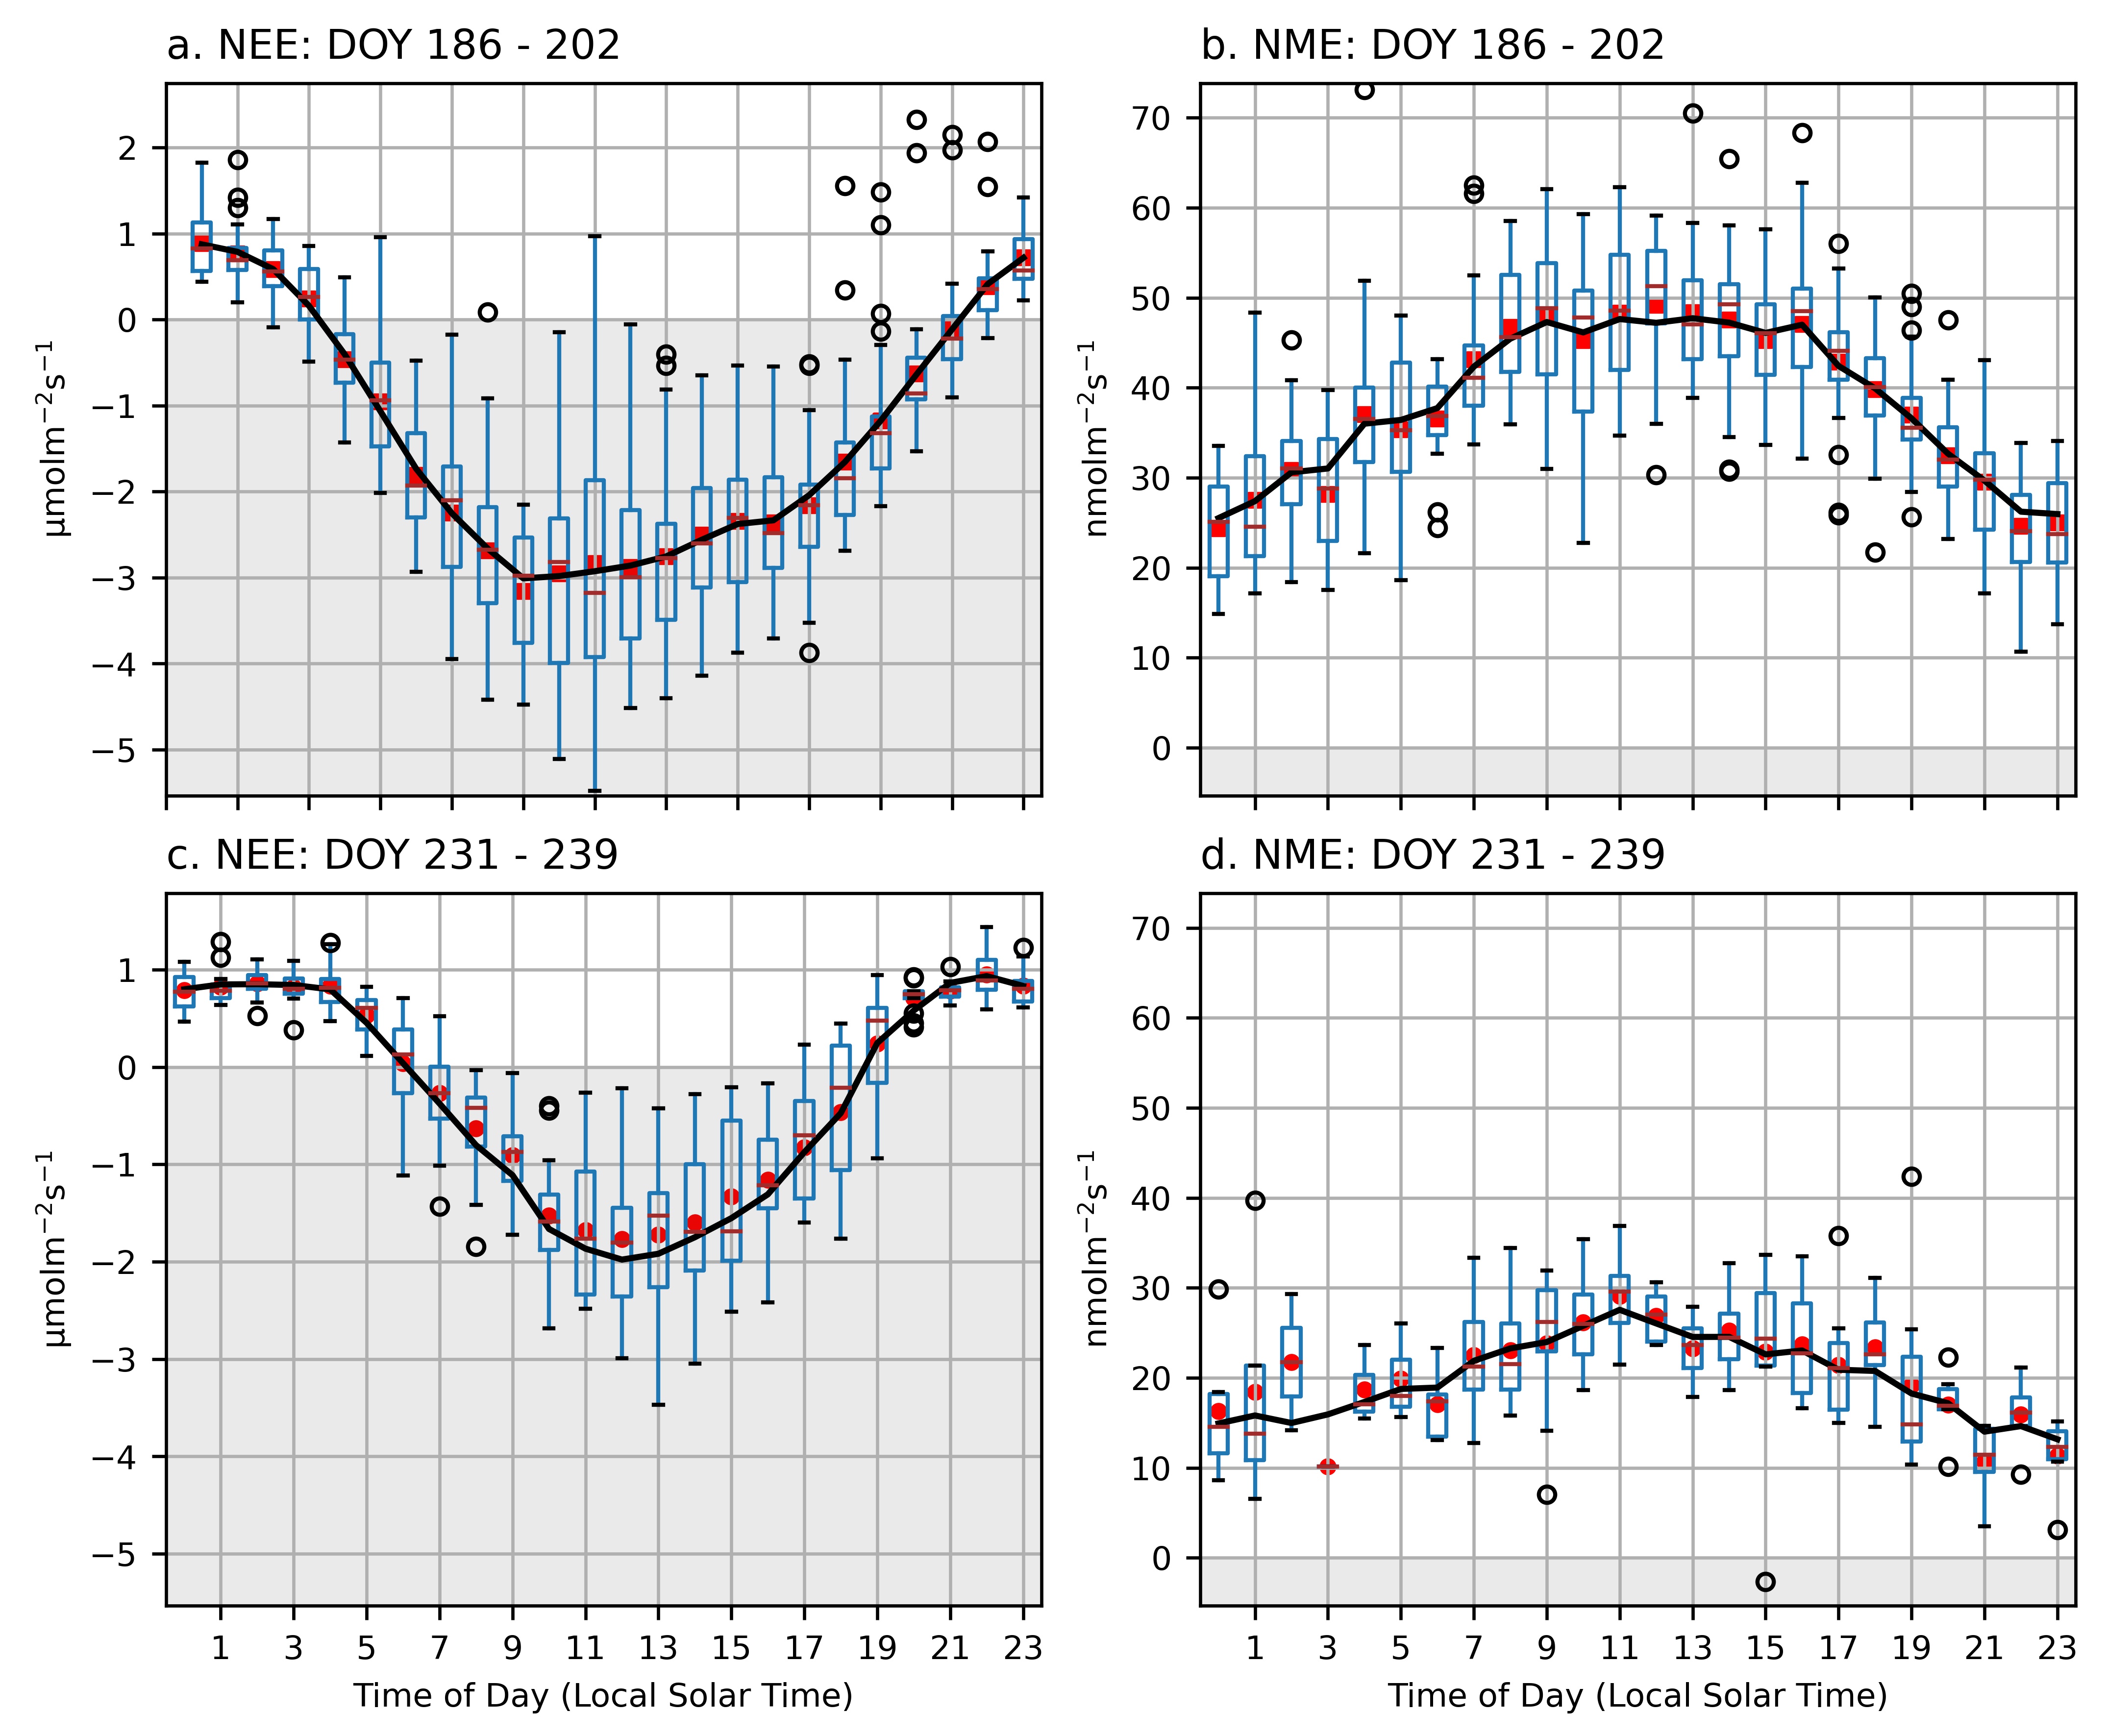 a. NEE: DOY 186 - 202
b. NME: DOY 186 - 202
2
1
0
−1
−2
−3
−4
−5
μmolm⁻²s⁻¹
70
60
50
40
30
20
10
0
nmolm⁻²s⁻¹
c. NEE: DOY 231 - 239
d. NME: DOY 231 - 239
1
0
−1
−2
−3
−4
−5
μmolm⁻²s⁻¹
70
60
50
40
30
20
10
0
nmolm⁻²s⁻¹
1 3 5 7 9 11 13 15 17 19 21 23
Time of Day (Local Solar Time)
1 3 5 7 9 11 13 15 17 19 21 23
Time of Day (Local Solar Time)